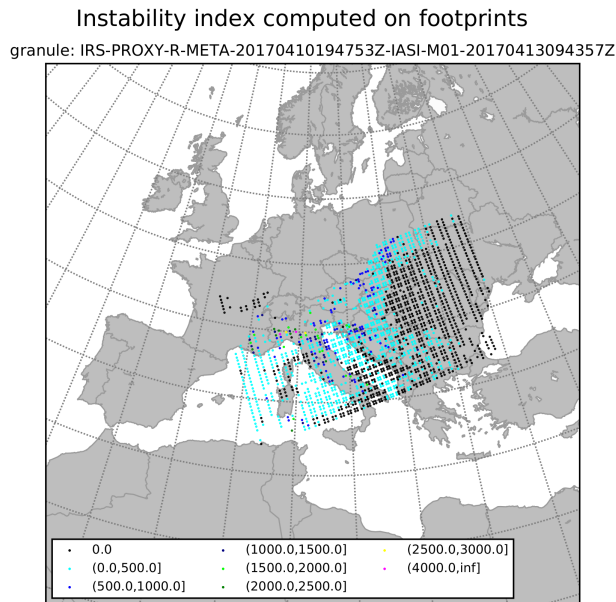 Instability index computed on footprints
granule: IRS-PROXY-R-META-20170410194753Z-IASI-M01-20170413094357Z
0.0
(0.0,500.0]
(500.0,1000.0]
(1000.0,1500.0]
(1500.0,2000.0]
(2000.0,2500.0]
(2500.0,3000.0]
(4000.0,inf]